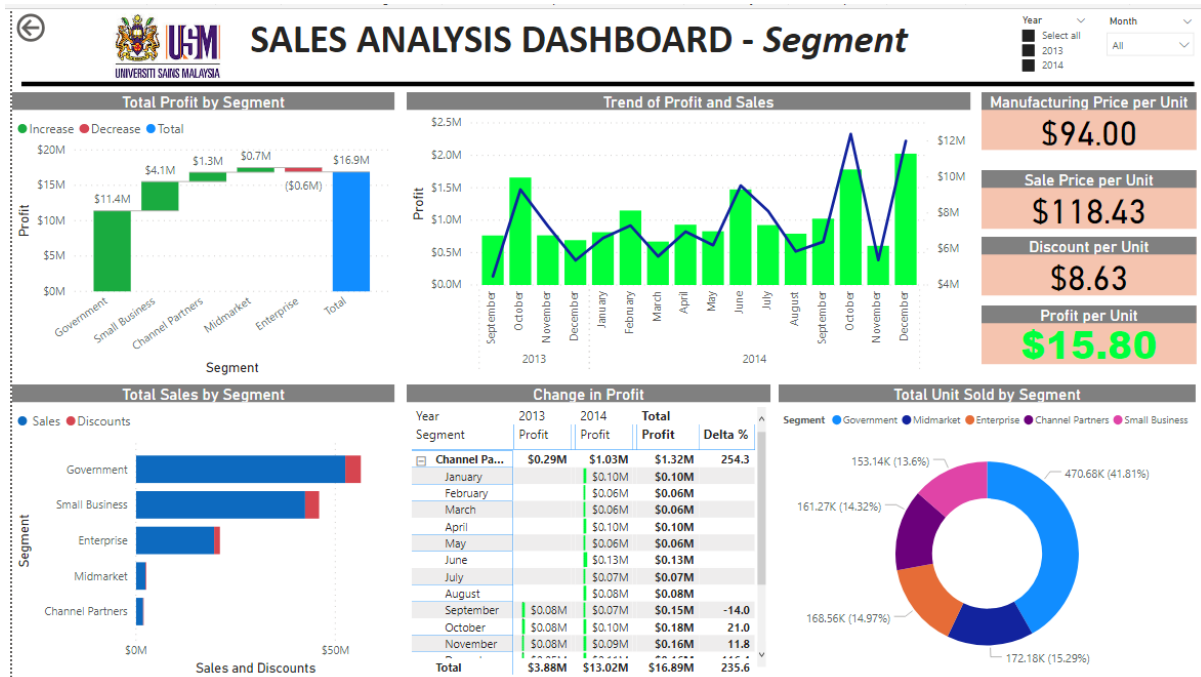 USM
UNIVERSITI SAINS MALAYSIA
SALES ANALYSIS DASHBOARD - Segment
Year
Select all
2013
2014
Month
All
Total Profit by Segment
Increase Decrease Total
$20M
$15M
$10M
$5M
$0M
Profit
$11.4M
$4.1M
$1.3M
$0.7M
($0.6M)
$16.9M
Government
Small Business
Channel Partners
Midmarket
Enterprise
Total
Segment
Trend of Profit and Sales
$2.5M
$2.0M
$1.5M
$1.0M
$0.5M
$0.0M
Profit
$12M
$10M
$8M
$6M
$4M
September
October
November
December
January
February
March
April
May
June
July
August
September
October
November
December
2013
2014
Manufacturing Price per Unit
$94.00
Sale Price per Unit
$118.43
Discount per Unit
$8.63
Profit per Unit
$15.80
Total Sales by Segment
Sales Discounts
Segment
Government
Small Business
Enterprise
Midmarket
Channel Partners
$0M
$50M
Sales and Discounts
Change in Profit
Year 2013 2014 Total
Segment Profit Profit Profit Delta %
Channel Pa... $0.29M $1.03M $1.32M 254.3
January $0.10M $0.10M
February $0.06M $0.06M
March $0.06M $0.06M
April $0.10M $0.10M
May $0.06M $0.06M
June $0.13M $0.13M
July $0.07M $0.07M
August $0.08M $0.08M
September $0.08M $0.07M $0.15M -14.0
October $0.08M $0.10M $0.18M 21.0
November $0.08M $0.09M $0.16M 11.8
Total $3.88M $13.02M $16.89M 235.6
Total Unit Sold by Segment
Segment Government Midmarket Enterprise Channel Partners Small Business
153.14K (13.6%)
470.68K (41.81%)
161.27K (14.32%)
168.56K (14.97%)
172.18K (15.29%)